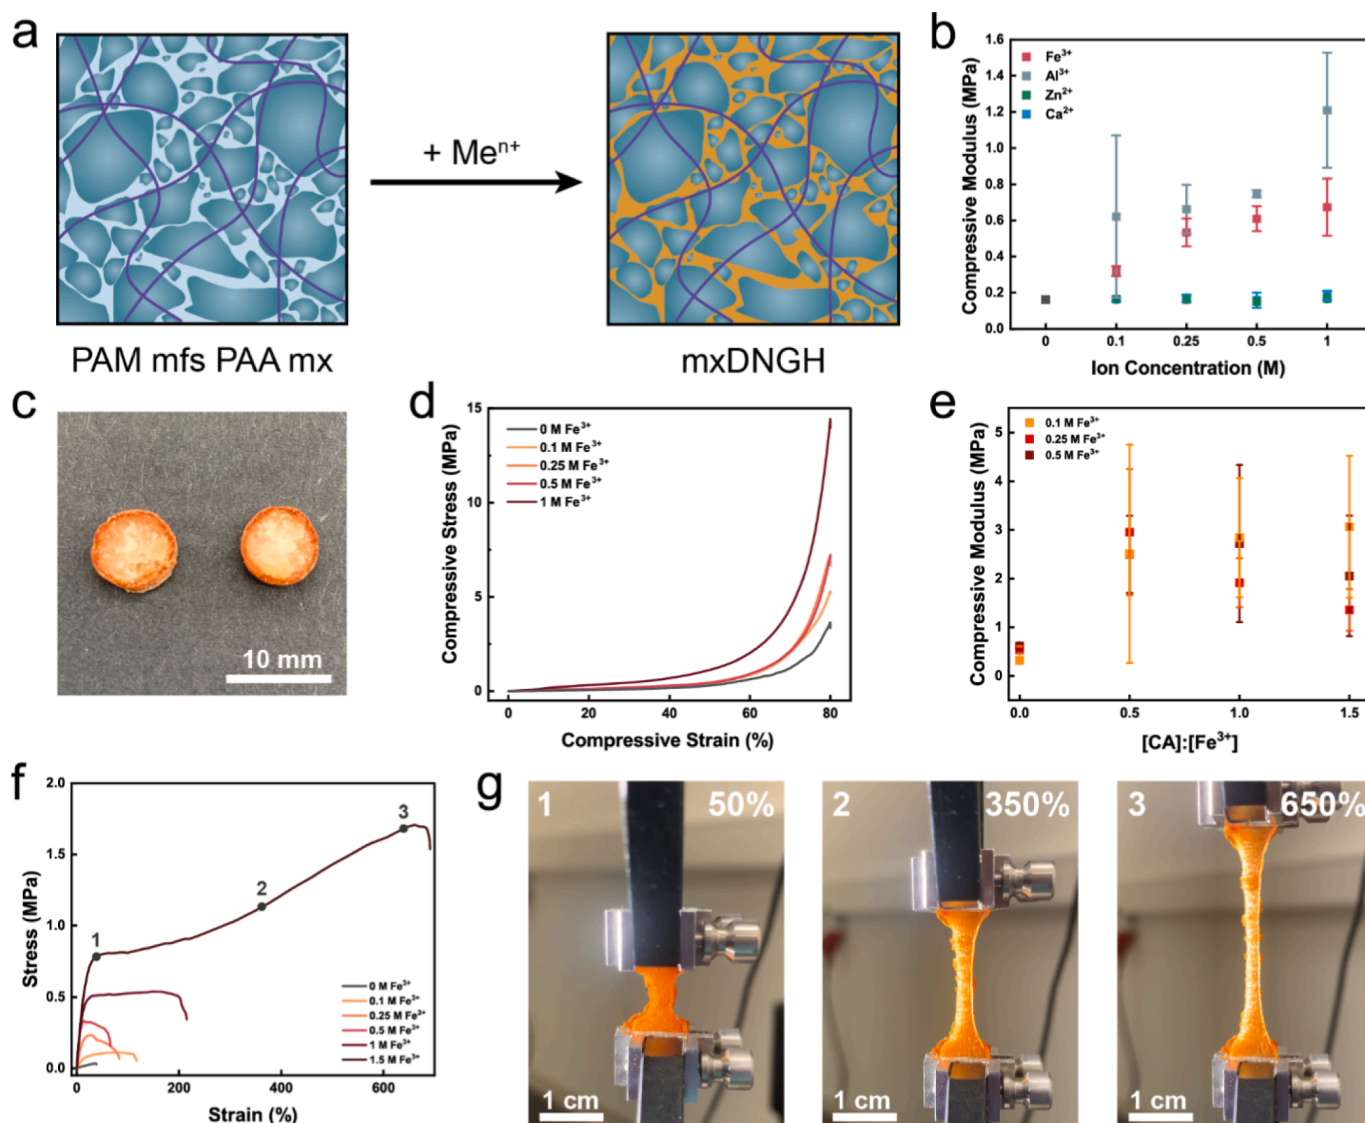 a
+ Meⁿ⁺
PAM mfs PAA mx
mxDNGH
b
Compressive Modulus (MPa)
1.6
1.4
1.2
1.0
0.8
0.6
0.4
0.2
0.0
Fe³⁺
Al³⁺
Zn²⁺
Ca²⁺
0 0.1 0.25 0.5 1
Ion Concentration (M)
c
10 mm
d
Compressive Stress (MPa)
15
10
5
0
0 M Fe³⁺
0.1 M Fe³⁺
0.25 M Fe³⁺
0.5 M Fe³⁺
1 M Fe³⁺
0 20 40 60 80
Compressive Strain (%)
e
Compressive Modulus (MPa)
5
4
3
2
1
0
0.1 M Fe³⁺
0.25 M Fe³⁺
0.5 M Fe³⁺
0.0 0.5 1.0 1.5
[CA]:[Fe³⁺]
f
Stress (MPa)
2.0
1.5
1.0
0.5
0.0
1
2
3
0 M Fe³⁺
0.1 M Fe³⁺
0.25 M Fe³⁺
0.5 M Fe³⁺
1 M Fe³⁺
1.5 M Fe³⁺
0 200 400 600
Strain (%)
g
1 50%
1 cm
2 350%
1 cm
3 650%
1 cm